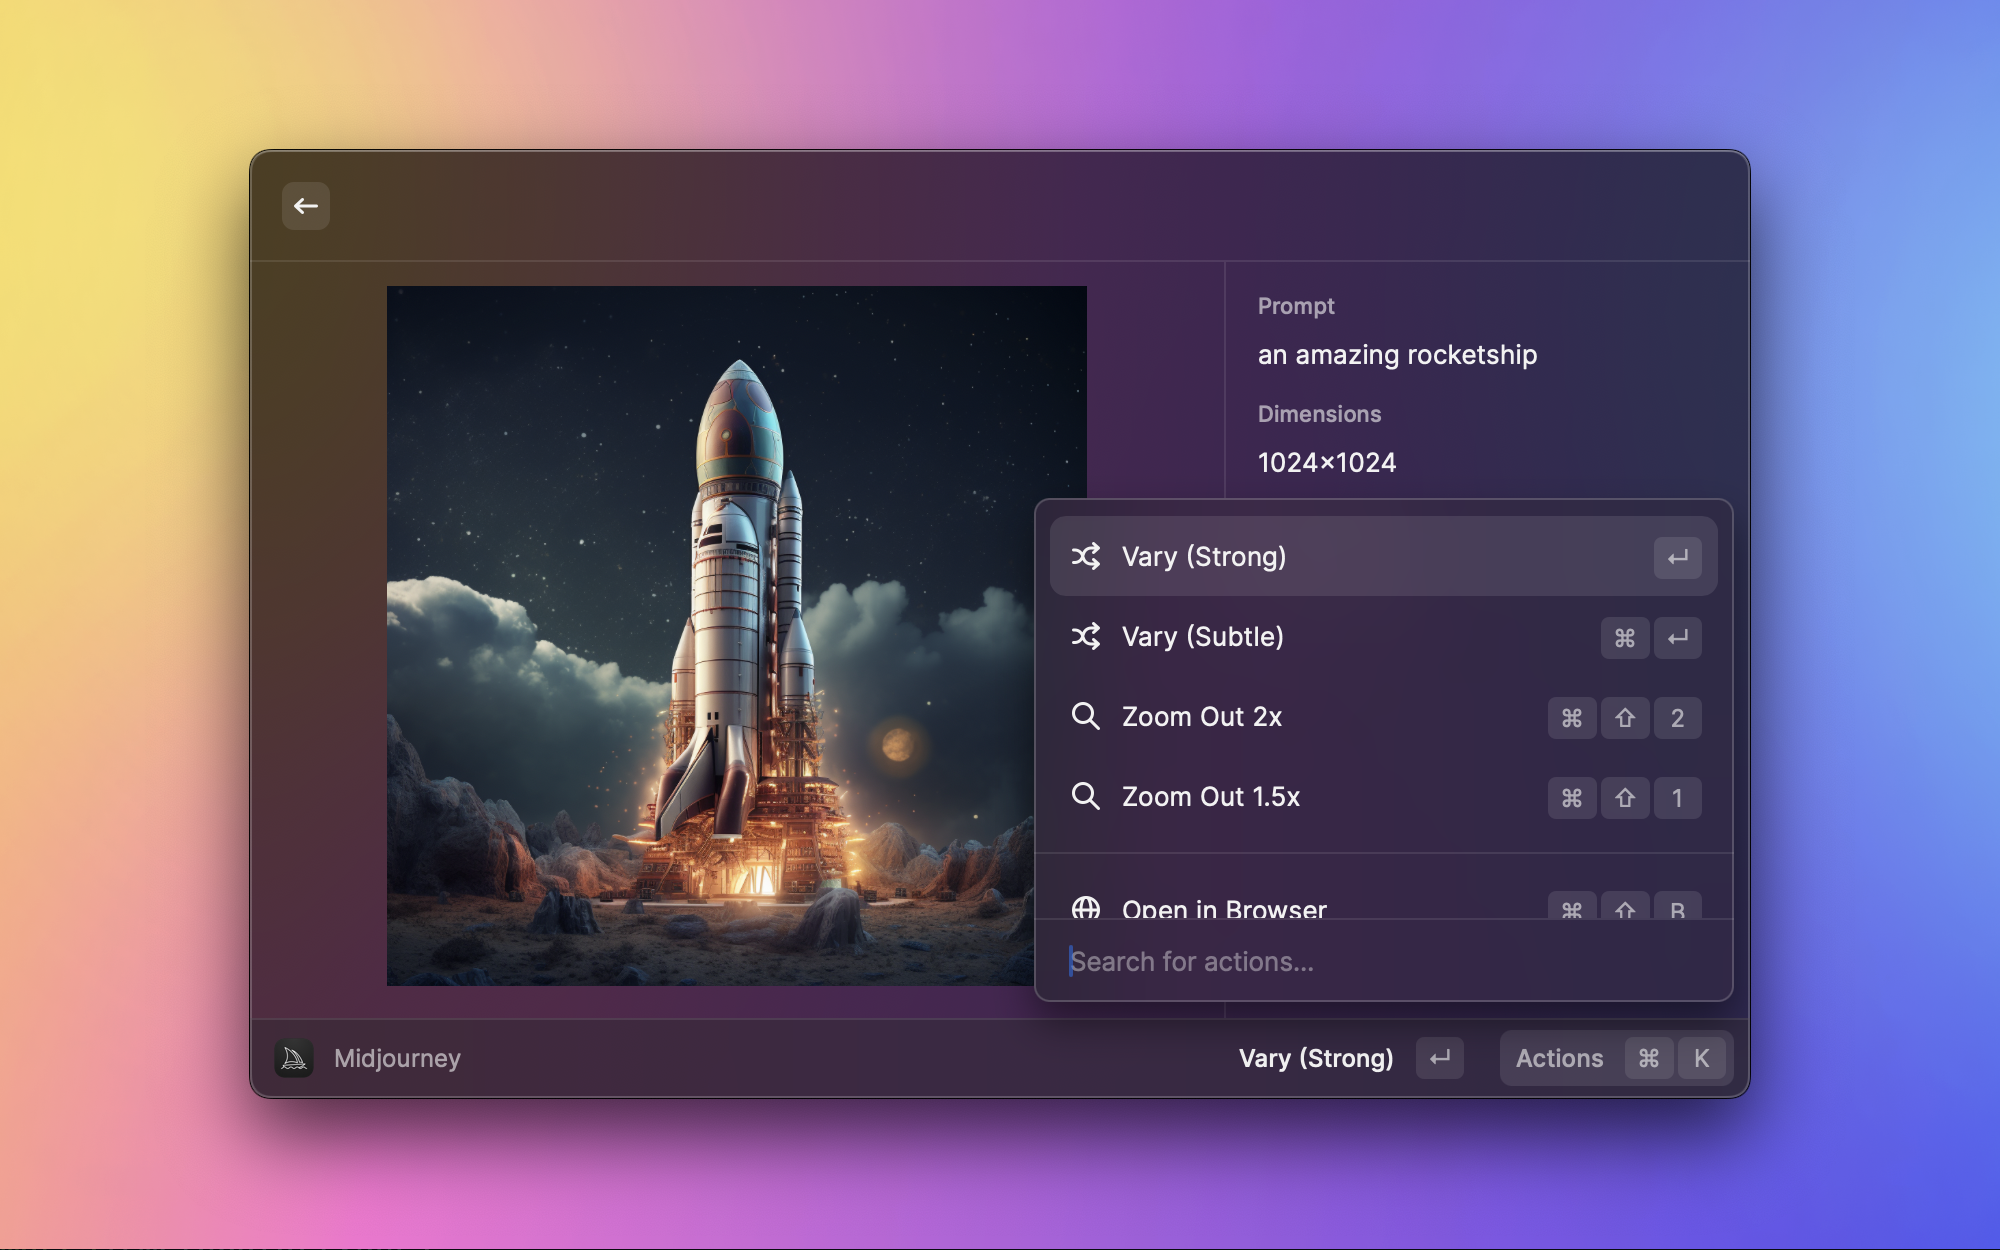 Prompt
an amazing rocketship
Dimensions
1024×1024
Vary (Strong) ↵
Vary (Subtle) ⌘ ↵
Zoom Out 2x ⌘ ⇧ 2
Zoom Out 1.5x ⌘ ⇧ 1
Open in Browser ⌘ ⇧ B
Search for actions...
Midjourney Vary (Strong) ↵ Actions ⌘ K